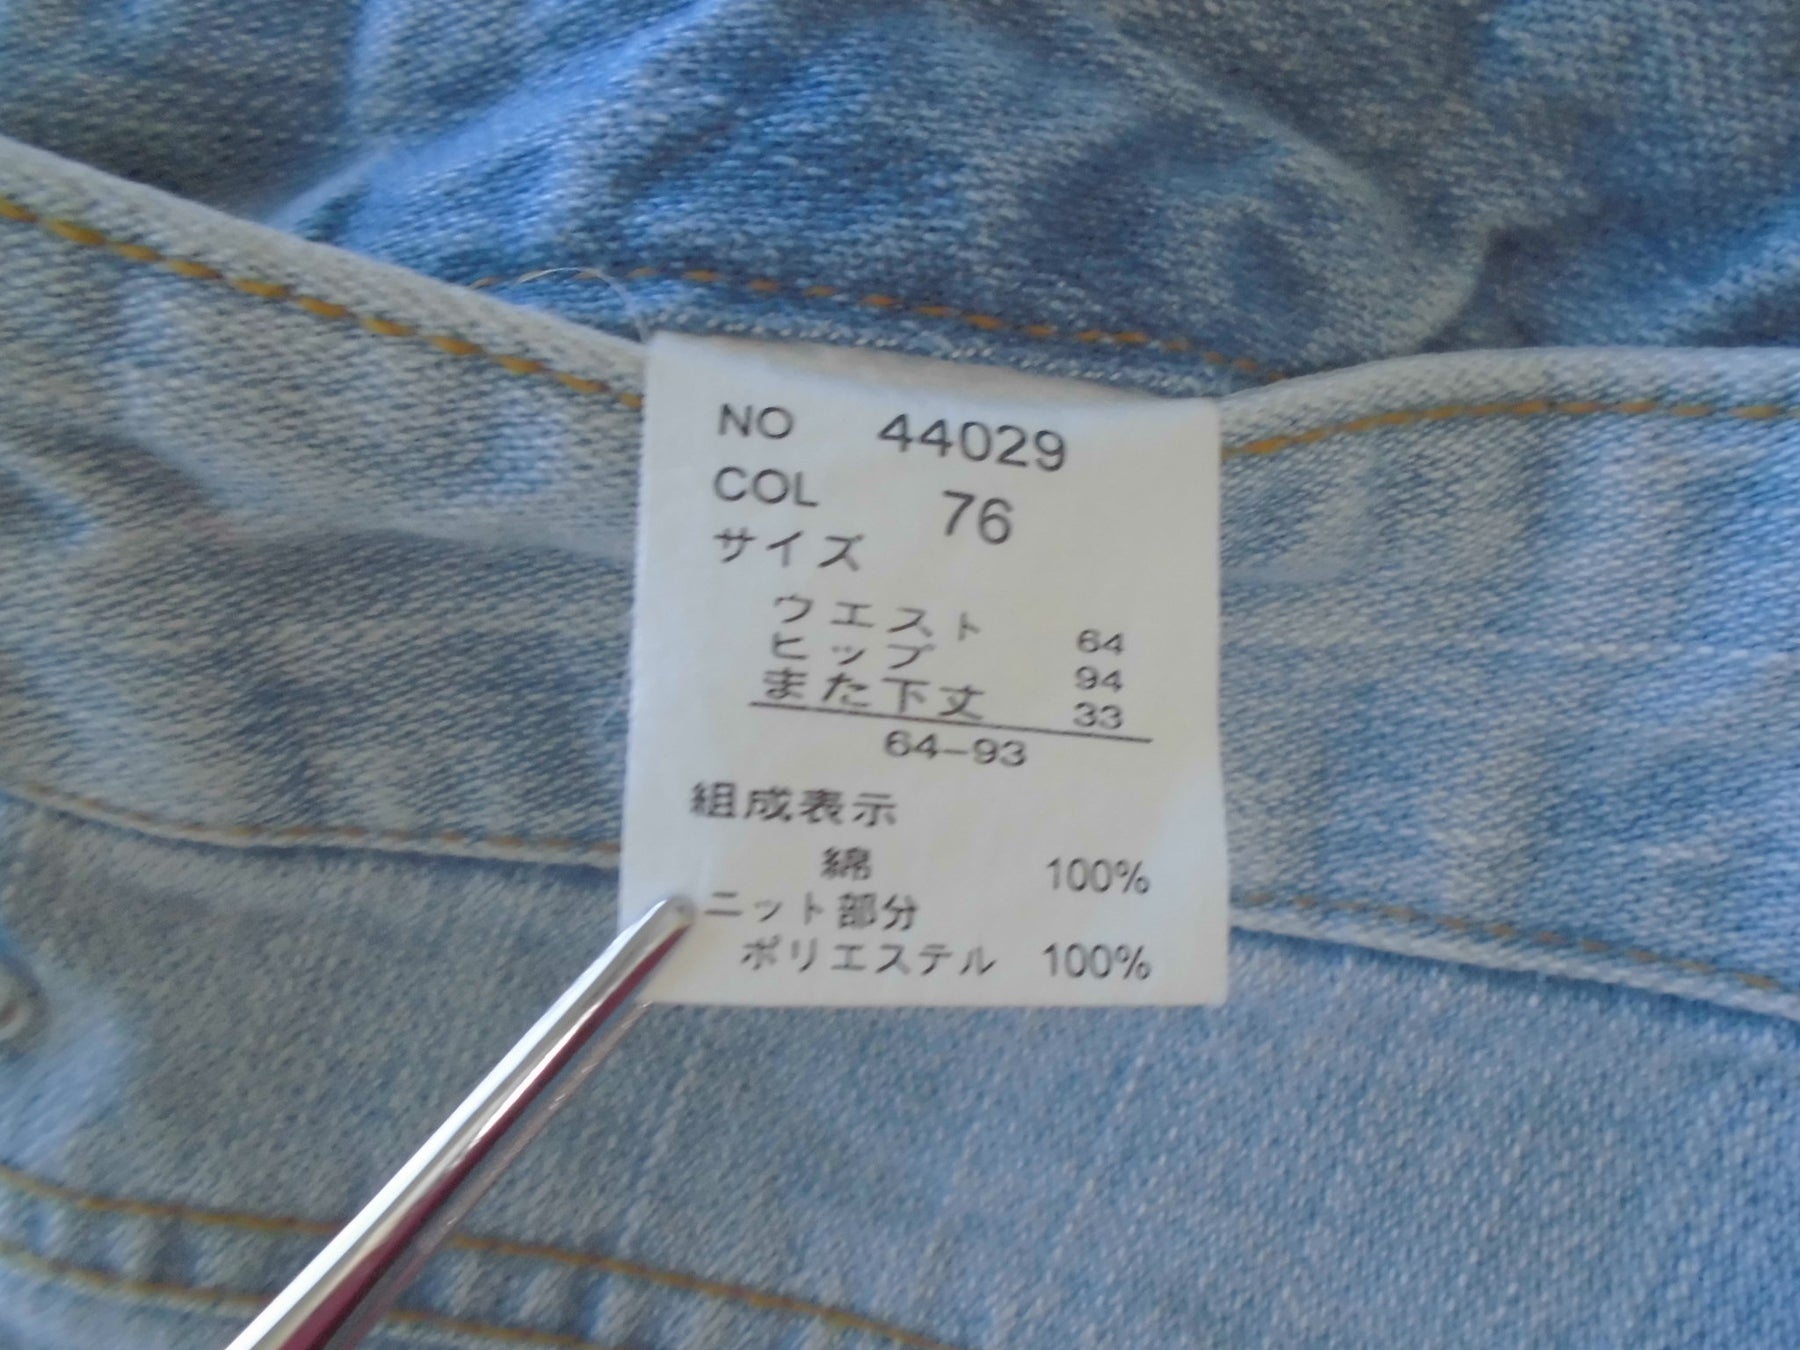 NO 44029
COL 76
サイズ
ウエスト 64
ヒップ 94
また下丈 33
64-93
組成表示
綿 100%
ニット部分
ポリエステル 100%